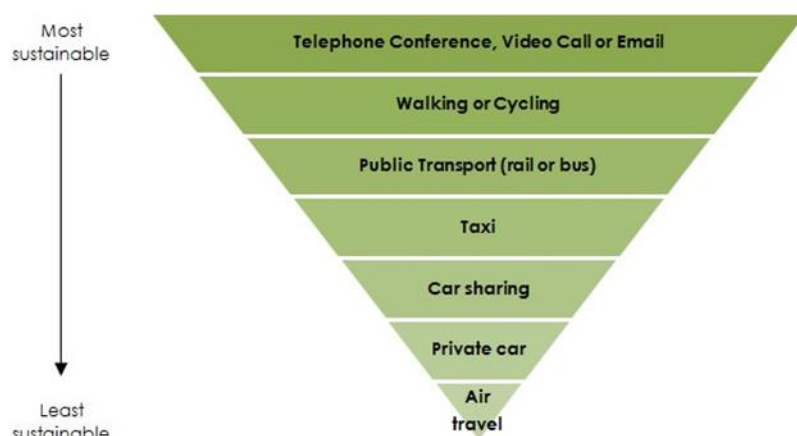 Most
sustainable
Telephone Conference, Video Call or Email
Walking or Cycling
Public Transport (rail or bus)
Taxi
Car sharing
Private car
Air
travel
Least
sustainable